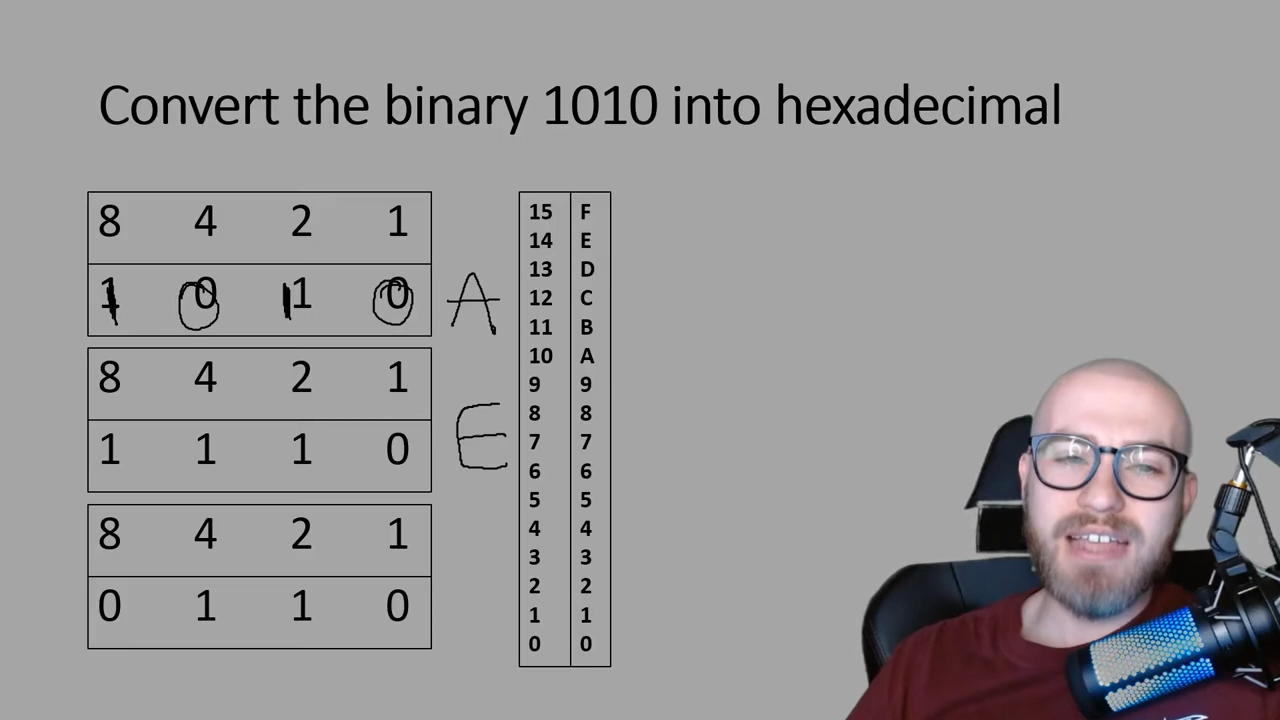 Convert the binary 1010 into hexadecimal
8 4 2 1
1 0 1 0 A
8 4 2 1
1 1 1 0 E
8 4 2 1
0 1 1 0
15 F
14 E
13 D
12 C
11 B
10 A
9 9
8 8
7 7
6 6
5 5
4 4
3 3
2 2
1 1
0 0